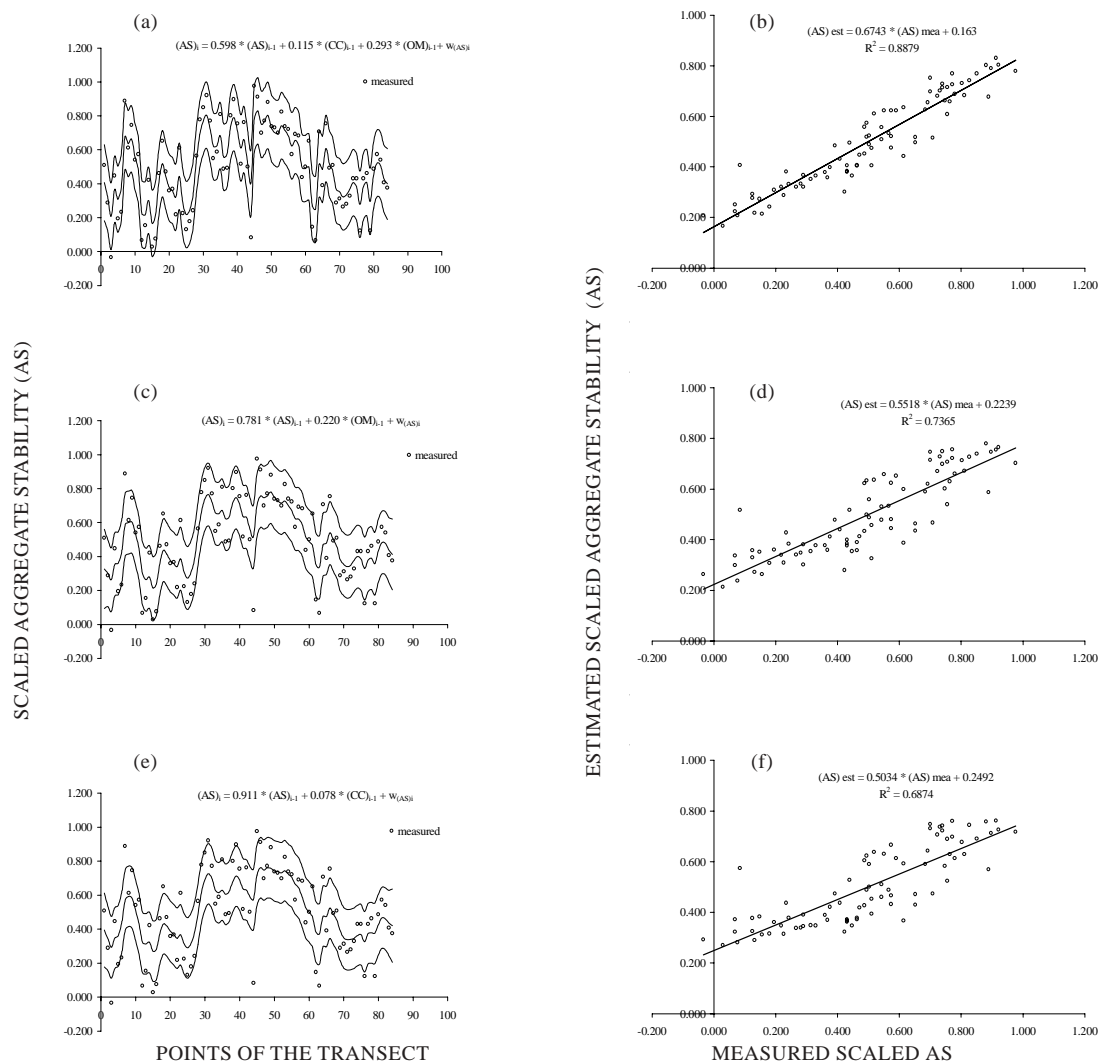 (a)
(AS)i = 0.598 * (AS)i-1 + 0.115 * (CC)i-1 + 0.293 * (OM)i-1 + w(AS)i
measured
1.200
1.000
0.800
0.600
0.400
0.200
0.000
-0.200
0 10 20 30 40 50 60 70 80 90 100
(b)
(AS) est = 0.6743 * (AS) mea + 0.163
R2 = 0.8879
1.000
0.800
0.600
0.400
0.200
0.000
-0.200 0.000 0.200 0.400 0.600 0.800 1.000 1.200
(c)
(AS)i = 0.781 * (AS)i-1 + 0.220 * (OM)i-1 + w(AS)i
measured
1.200
1.000
0.800
0.600
0.400
0.200
0.000
-0.200
0 10 20 30 40 50 60 70 80 90 100
(d)
(AS) est = 0.5518 * (AS) mea + 0.2239
R2 = 0.7365
1.000
0.800
0.600
0.400
0.200
0.000
-0.200 0.000 0.200 0.400 0.600 0.800 1.000 1.200
(e)
(AS)i = 0.911 * (AS)i-1 + 0.078 * (CC)i-1 + w(AS)i
measured
1.200
1.000
0.800
0.600
0.400
0.200
0.000
-0.200
0 10 20 30 40 50 60 70 80 90 100
(f)
(AS) est = 0.5034 * (AS) mea + 0.2492
R2 = 0.6874
1.000
0.800
0.600
0.400
0.200
0.000
-0.200 0.000 0.200 0.400 0.600 0.800 1.000 1.200
SCALED AGGREGATE STABILITY (AS)
ESTIMATED SCALED AGGREGATE STABILITY (AS)
POINTS OF THE TRANSECT
MEASURED SCALED AS